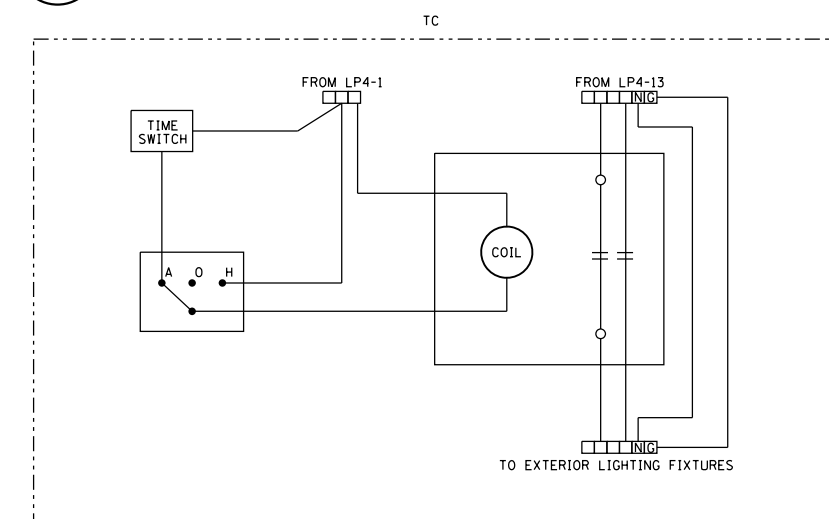 TC
FROM LP4-1
FROM LP4-13
N G
TIME
SWITCH
A O H
COIL
N G
TO EXTERIOR LIGHTING FIXTURES